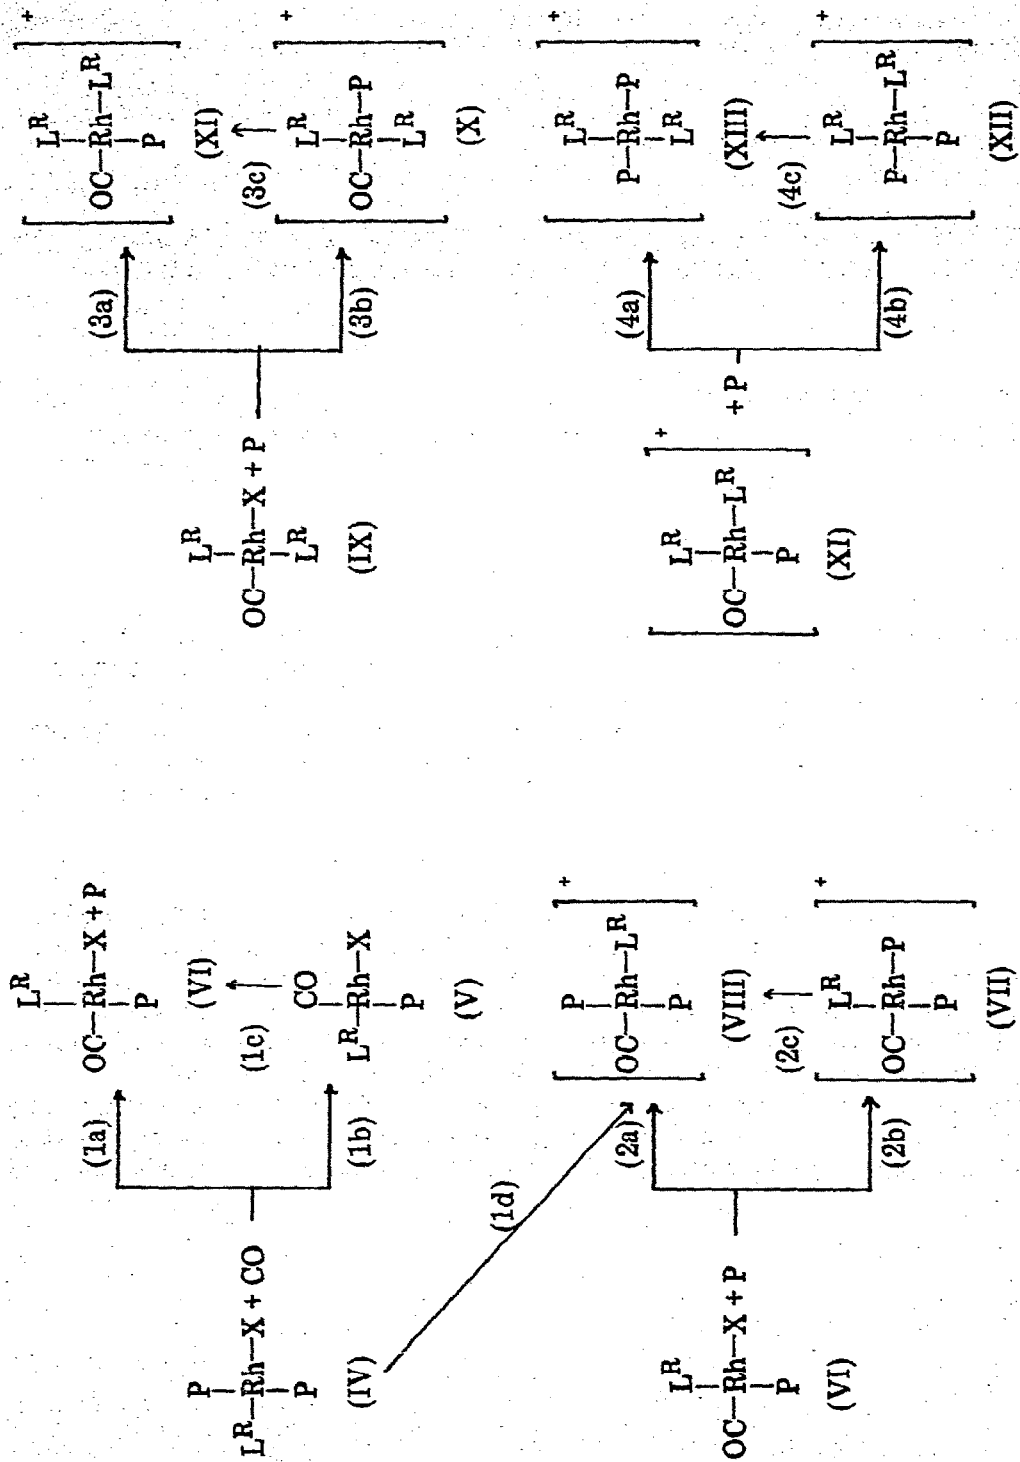 P
L^R—Rh—X + CO
P
(IV)
(1a)
L^R
OC—Rh—X + P
P
(VI)
(1c)
(1b)
CO
L^R—Rh—X
P
(V)
(1d)
L^R
OC—Rh—X + P
P
(VI)
(2a)
P
OC—Rh—L^R
P
+
(VIII)
(2c)
(2b)
L^R
OC—Rh—P
P
+
(VII)
L^R
OC—Rh—X + P
L^R
(IX)
(3a)
L^R
OC—Rh—L^R
P
+
(XI)
(3c)
(3b)
L^R
OC—Rh—P
L^R
+
(X)
L^R
OC—Rh—L^R
P
+
+ P
(XI)
(4a)
L^R
P—Rh—P
L^R
+
(XIII)
(4c)
(4b)
L^R
P—Rh—L^R
P
+
(XII)